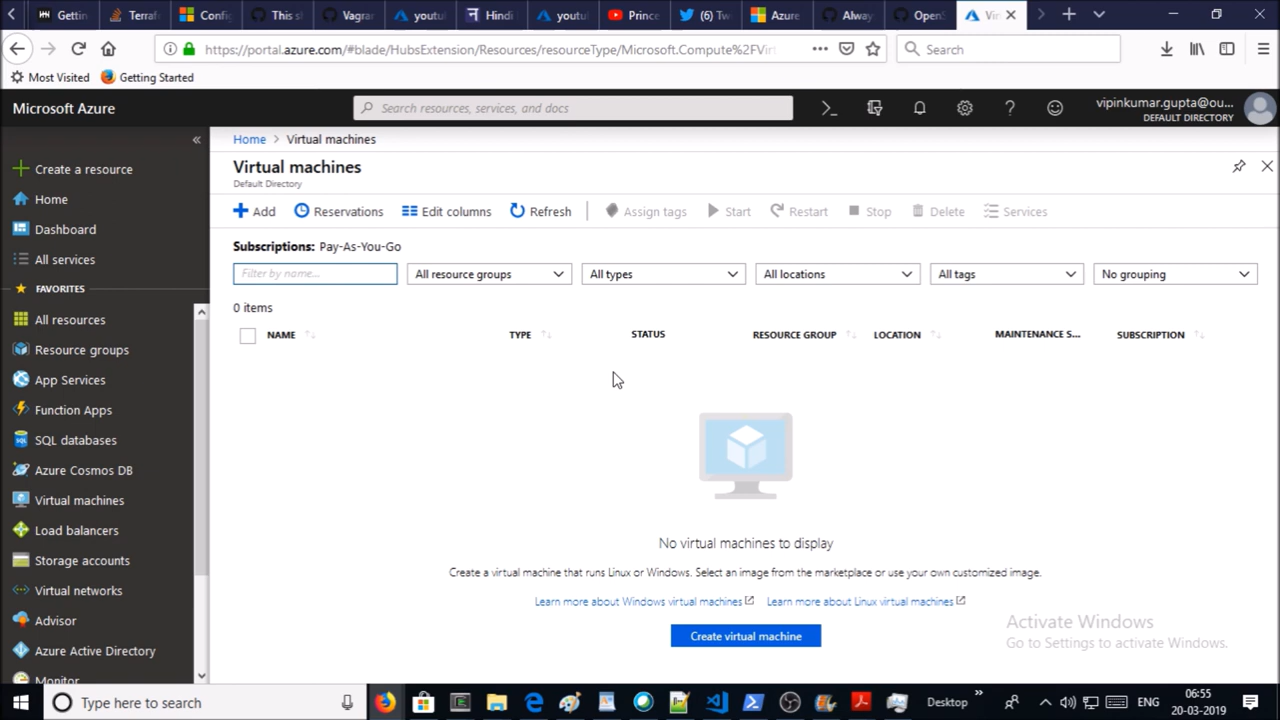 Gettin
Terraf
Config
This sl
Vagrar
youtul
Hindi
youtul
Prince
(6) Tw
Azure
Alway
OpenS
Vir
https://portal.azure.com/#blade/HubsExtension/Resources/resourceType/Microsoft.Compute%2FVirt
Search
Most Visited
Getting Started
Microsoft Azure
Search resources, services, and docs
vipinkumar.gupta@ou...
DEFAULT DIRECTORY
Create a resource
Home
Dashboard
All services
FAVORITES
All resources
Resource groups
App Services
Function Apps
SQL databases
Azure Cosmos DB
Virtual machines
Load balancers
Storage accounts
Virtual networks
Advisor
Azure Active Directory
Monitor
Home > Virtual machines
Virtual machines
Default Directory
Add
Reservations
Edit columns
Refresh
Assign tags
Start
Restart
Stop
Delete
Services
Subscriptions: Pay-As-You-Go
Filter by name...
All resource groups
All types
All locations
All tags
No grouping
0 items
NAME
TYPE
STATUS
RESOURCE GROUP
LOCATION
MAINTENANCE S...
SUBSCRIPTION
No virtual machines to display
Create a virtual machine that runs Linux or Windows. Select an image from the marketplace or use your own customized image.
Learn more about Windows virtual machines
Learn more about Linux virtual machines
Create virtual machine
Activate Windows
Go to Settings to activate Windows.
Type here to search
Desktop
ENG
06:55
20-03-2019